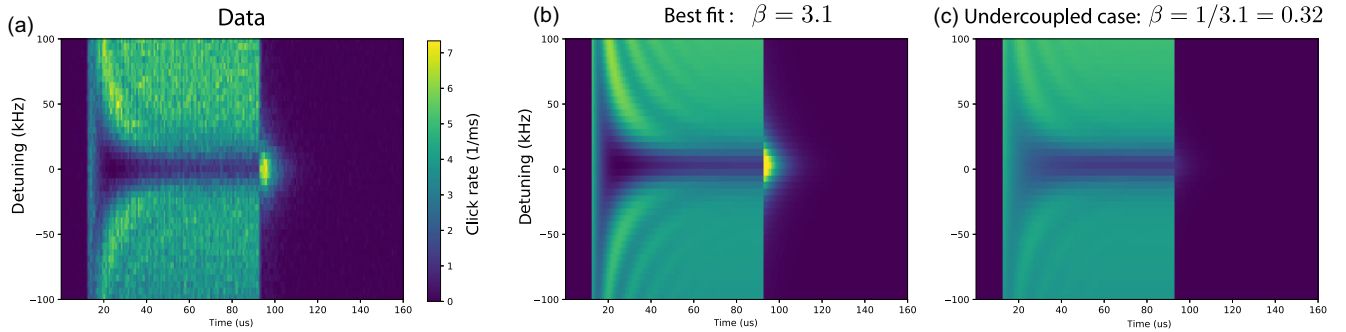 (a)
Data
100
50
0
−50
−100
Detuning (kHz)
20 40 60 80 100 120 140 160
Time (us)
7
6
5
4
3
2
1
0
Click rate (1/ms)
(b)
Best fit : β = 3.1
100
50
0
−50
−100
Detuning (kHz)
20 40 60 80 100 120 140 160
Time (us)
(c) Undercoupled case: β = 1/3.1 = 0.32
100
50
0
−50
−100
20 40 60 80 100 120 140 160
Time (us)